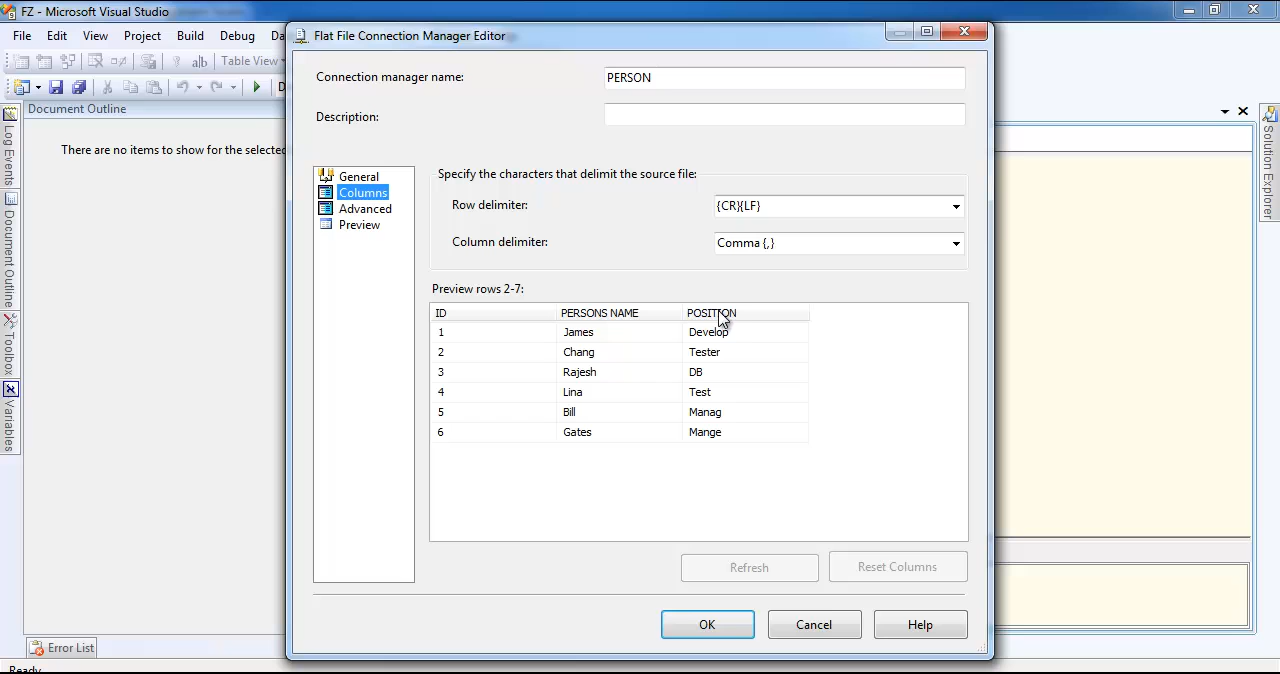 FZ - Microsoft Visual Studio
File Edit View Project Build Debug
Table View
Document Outline
There are no items to show for the selected
Log Events
Document Outline
Toolbox
Variables
Error List
Ready
Solution Explorer
Flat File Connection Manager Editor
Connection manager name: PERSON
Description:
General
Columns
Advanced
Preview
Specify the characters that delimit the source file:
Row delimiter: {CR}{LF}
Column delimiter: Comma {,}
Preview rows 2-7:
ID PERSONS NAME POSITION
1 James Develop
2 Chang Tester
3 Rajesh DB
4 Lina Test
5 Bill Manag
6 Gates Mange
Refresh Reset Columns
OK Cancel Help